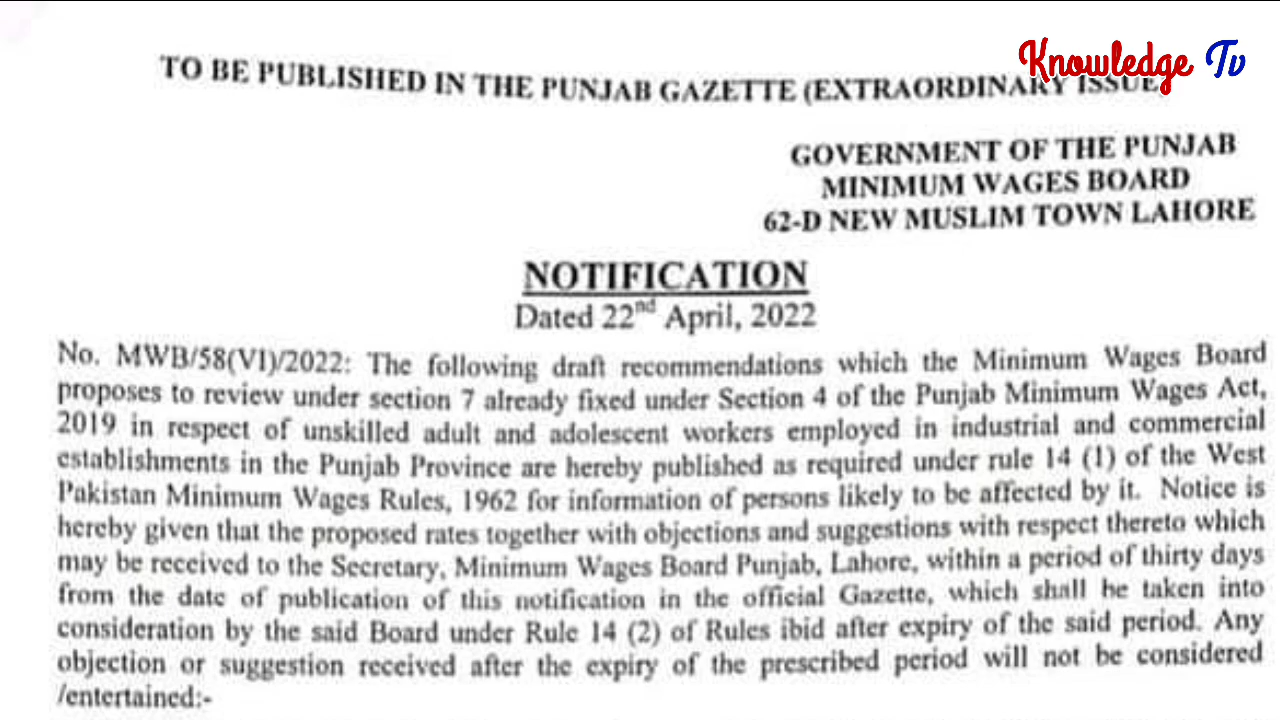 Knowledge Tv
TO BE PUBLISHED IN THE PUNJAB GAZETTE (EXTRAORDINARY ISSUE
GOVERNMENT OF THE PUNJAB
MINIMUM WAGES BOARD
62-D NEW MUSLIM TOWN LAHORE
NOTIFICATION
Dated 22nd April, 2022
No. MWB/58(VI)/2022: The following draft recommendations which the Minimum Wages Board
proposes to review under section 7 already fixed under Section 4 of the Punjab Minimum Wages Act,
2019 in respect of unskilled adult and adolescent workers employed in industrial and commercial
establishments in the Punjab Province are hereby published as required under rule 14 (1) of the West
Pakistan Minimum Wages Rules, 1962 for information of persons likely to be affected by it. Notice is
hereby given that the proposed rates together with objections and suggestions with respect thereto which
may be received to the Secretary, Minimum Wages Board Punjab, Lahore, within a period of thirty days
from the date of publication of this notification in the official Gazette, which shall be taken into
consideration by the said Board under Rule 14 (2) of Rules ibid after expiry of the said period. Any
objection or suggestion received after the expiry of the prescribed period will not be considered
/entertained:-